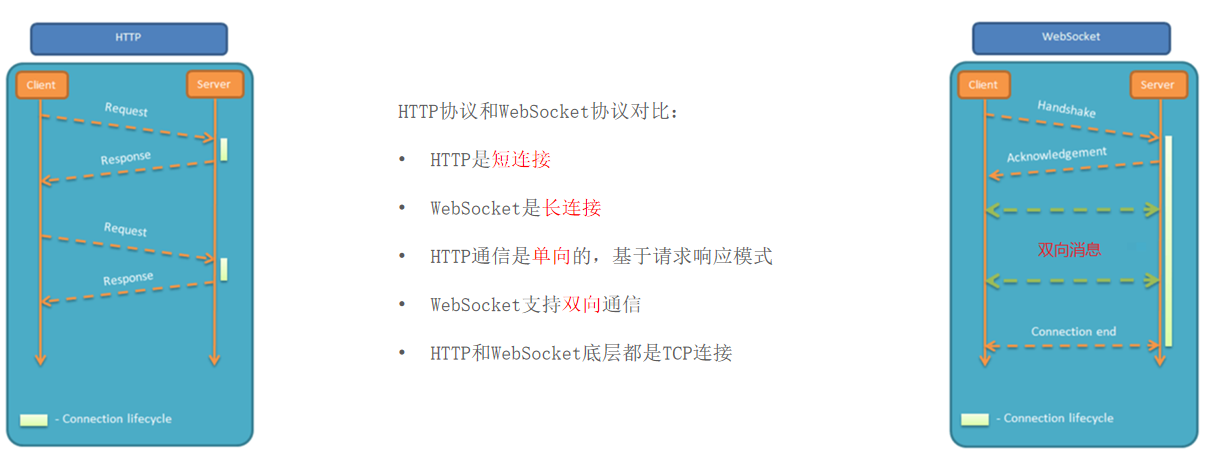 HTTP
Client
Server
Request
Response
Request
Response
- Connection lifecycle
HTTP协议和WebSocket协议对比：
• HTTP是短连接
• WebSocket是长连接
• HTTP通信是单向的，基于请求响应模式
• WebSocket支持双向通信
• HTTP和WebSocket底层都是TCP连接
WebSocket
Client
Server
Handshake
Acknowledgement
双向消息
Connection end
- Connection lifecycle